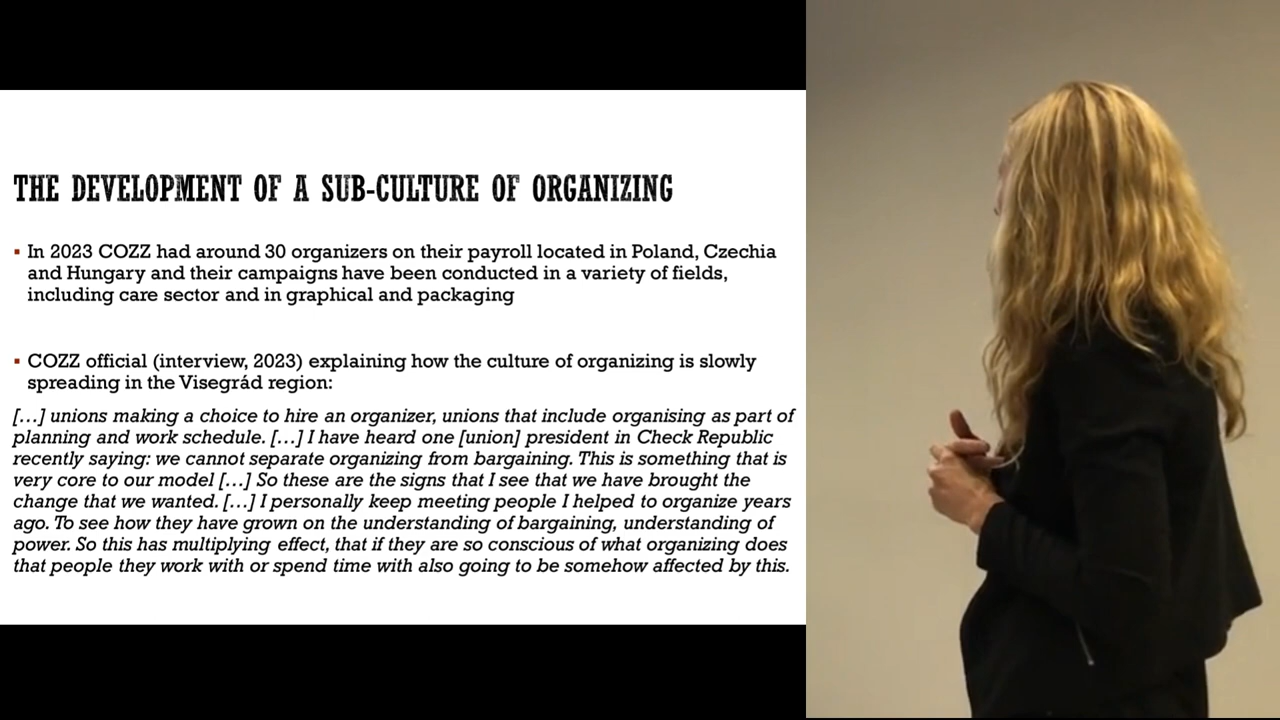 THE DEVELOPMENT OF A SUB-CULTURE OF ORGANIZING
▪ In 2023 COZZ had around 30 organizers on their payroll located in Poland, Czechia
and Hungary and their campaigns have been conducted in a variety of fields,
including care sector and in graphical and packaging
▪ COZZ official (interview, 2023) explaining how the culture of organizing is slowly
spreading in the Visegrád region:
[…] unions making a choice to hire an organizer, unions that include organising as part of
planning and work schedule. […] I have heard one [union] president in Check Republic
recently saying: we cannot separate organizing from bargaining. This is something that is
very core to our model […] So these are the signs that I see that we have brought the
change that we wanted. […] I personally keep meeting people I helped to organize years
ago. To see how they have grown on the understanding of bargaining, understanding of
power. So this has multiplying effect, that if they are so conscious of what organizing does
that people they work with or spend time with also going to be somehow affected by this.